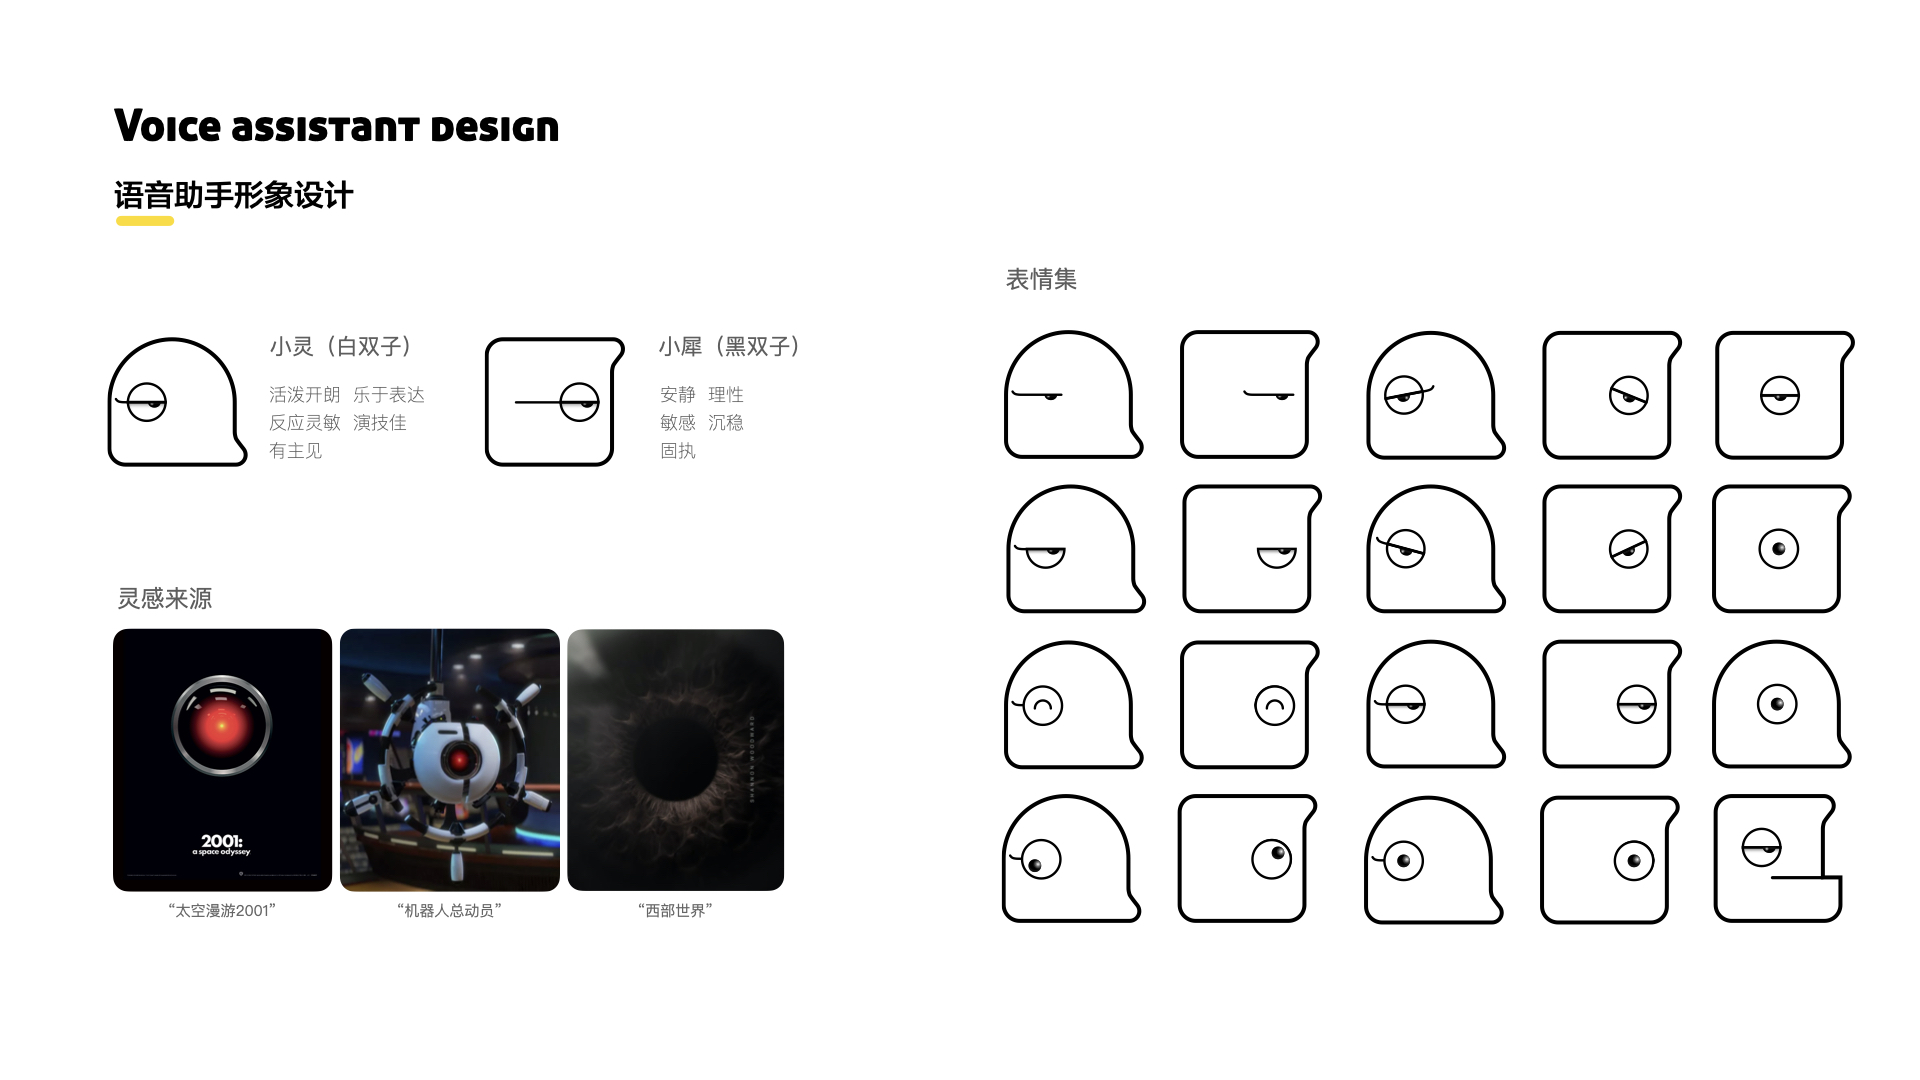 Voice assistant design
语音助手形象设计
小灵（白双子）
活泼开朗 乐于表达
反应灵敏 演技佳
有主见
小犀（黑双子）
安静 理性
敏感 沉稳
固执
灵感来源
2001:
a space odyssey
SHANNON WOODWARD
“太空漫游2001”
“机器人总动员”
“西部世界”
表情集